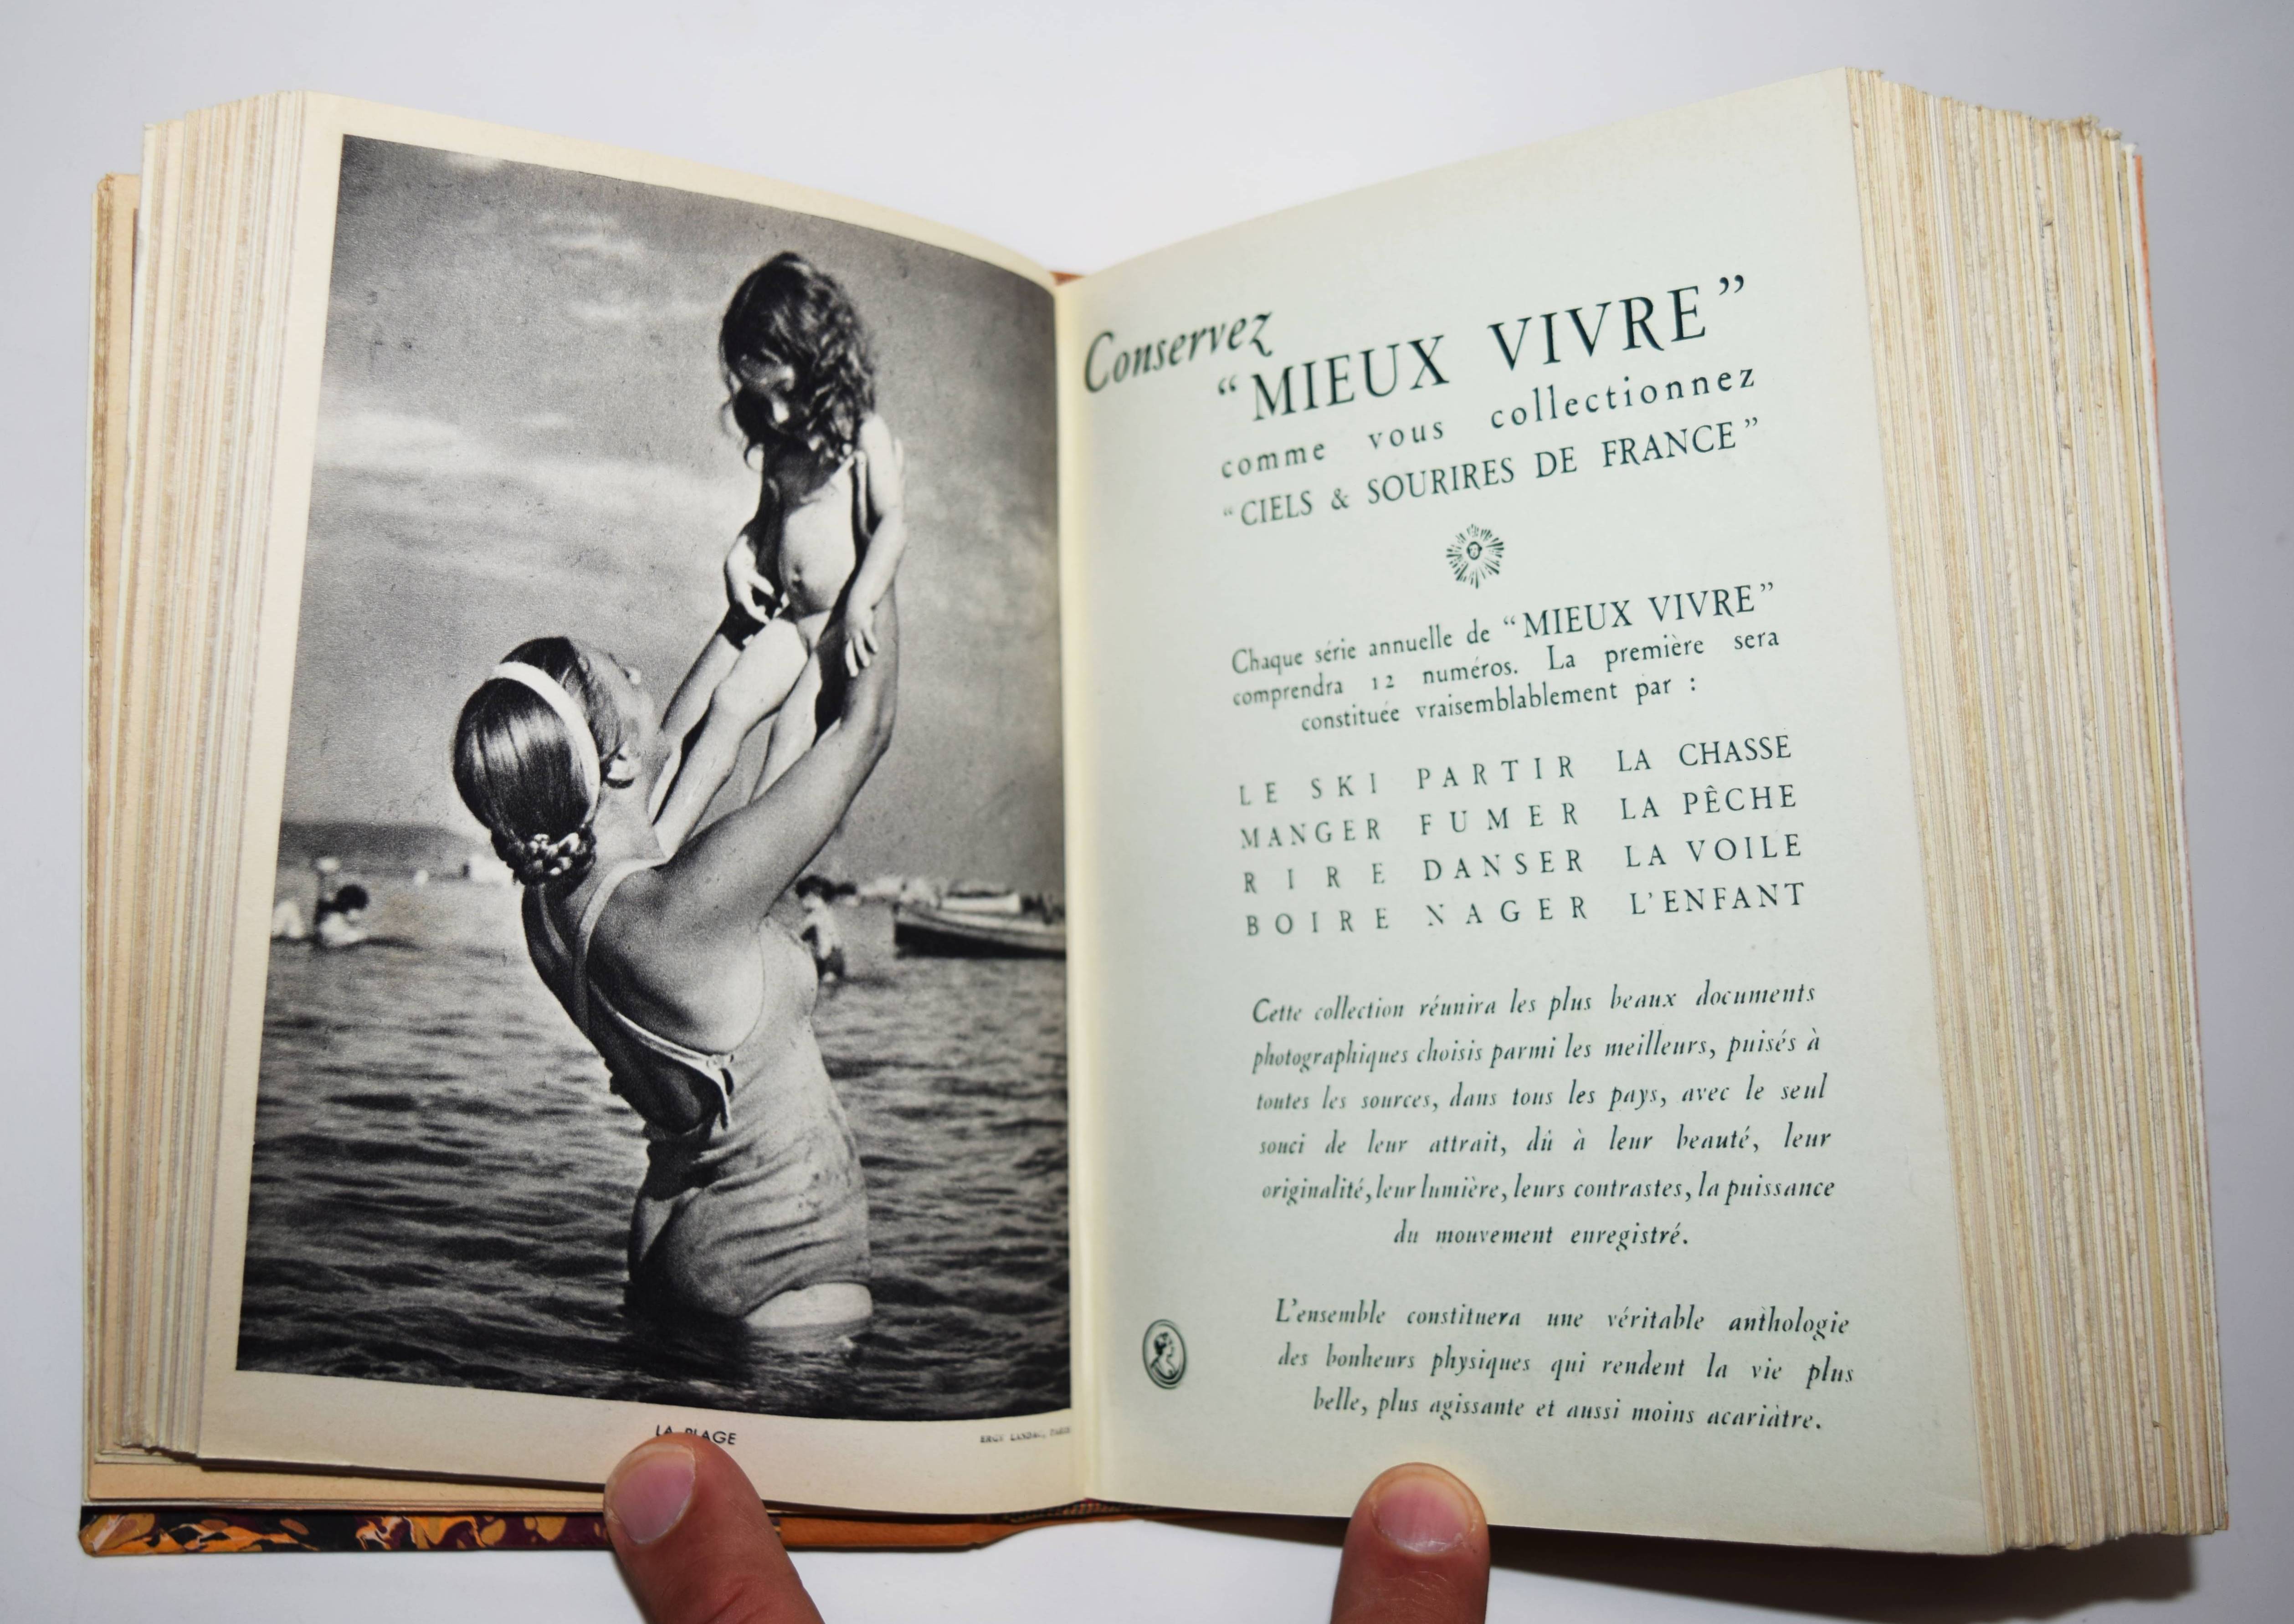 LA PLAGE
ERGY LANDAU, PARIS
Conservez
“MIEUX VIVRE”
comme vous collectionnez
“CIELS & SOURIRES DE FRANCE”
Chaque série annuelle de “MIEUX VIVRE”
comprendra 12 numéros. La première sera
constituée vraisemblablement par :
LE SKI PARTIR LA CHASSE
MANGER FUMER LA PÊCHE
RIRE DANSER LA VOILE
BOIRE NAGER L'ENFANT
Cette collection réunira les plus beaux documents
photographiques choisis parmi les meilleurs, puisés à
toutes les sources, dans tous les pays, avec le seul
souci de leur attrait, dû à leur beauté, leur
originalité, leur lumière, leurs contrastes, la puissance
du mouvement enregistré.
L'ensemble constituera une véritable anthologie
des bonheurs physiques qui rendent la vie plus
belle, plus agissante et aussi moins acariâtre.